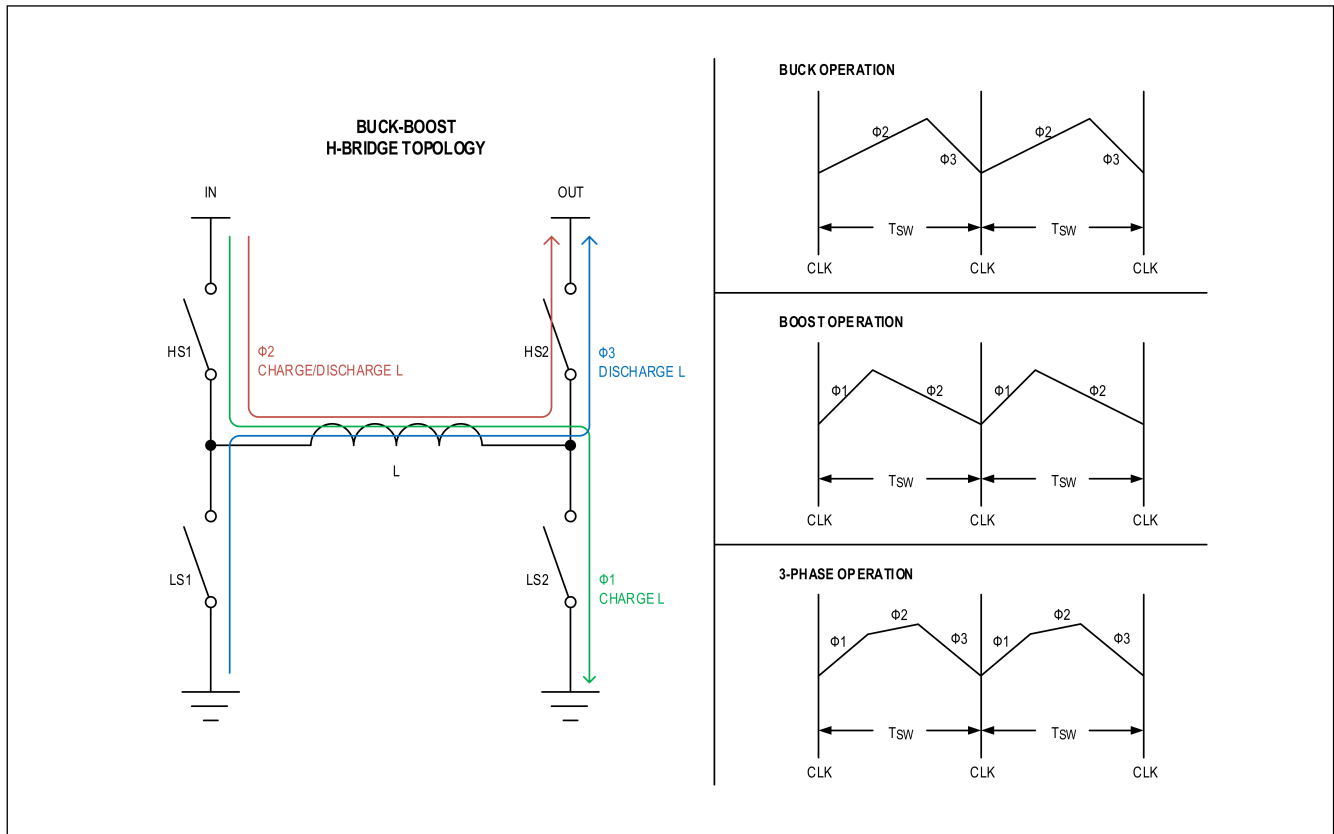 BUCK-BOOST
H-BRIDGE TOPOLOGY
IN
OUT
HS1
HS2
Φ2
CHARGE/DISCHARGE L
Φ3
DISCHARGE L
L
LS1
LS2
Φ1
CHARGE L
BUCK OPERATION
Φ2
Φ3
Φ2
Φ3
TSW
TSW
CLK
CLK
CLK
BOOST OPERATION
Φ1
Φ2
Φ1
Φ2
TSW
TSW
CLK
CLK
CLK
3-PHASE OPERATION
Φ1
Φ2
Φ3
Φ1
Φ2
Φ3
TSW
TSW
CLK
CLK
CLK